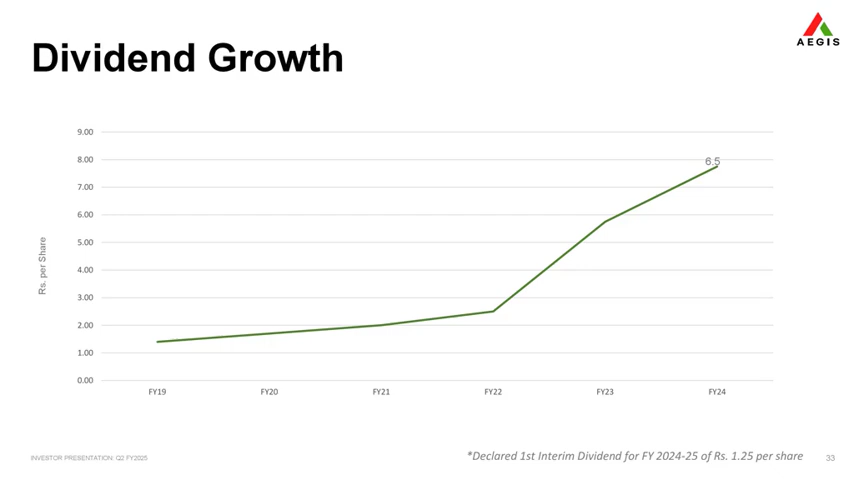 AEGIS
Dividend Growth
9.00
8.00
7.00
6.00
5.00
4.00
3.00
2.00
1.00
0.00
Rs. per Share
6.5
FY19 FY20 FY21 FY22 FY23 FY24
INVESTOR PRESENTATION: Q2 FY2025
*Declared 1st Interim Dividend for FY 2024-25 of Rs. 1.25 per share
33